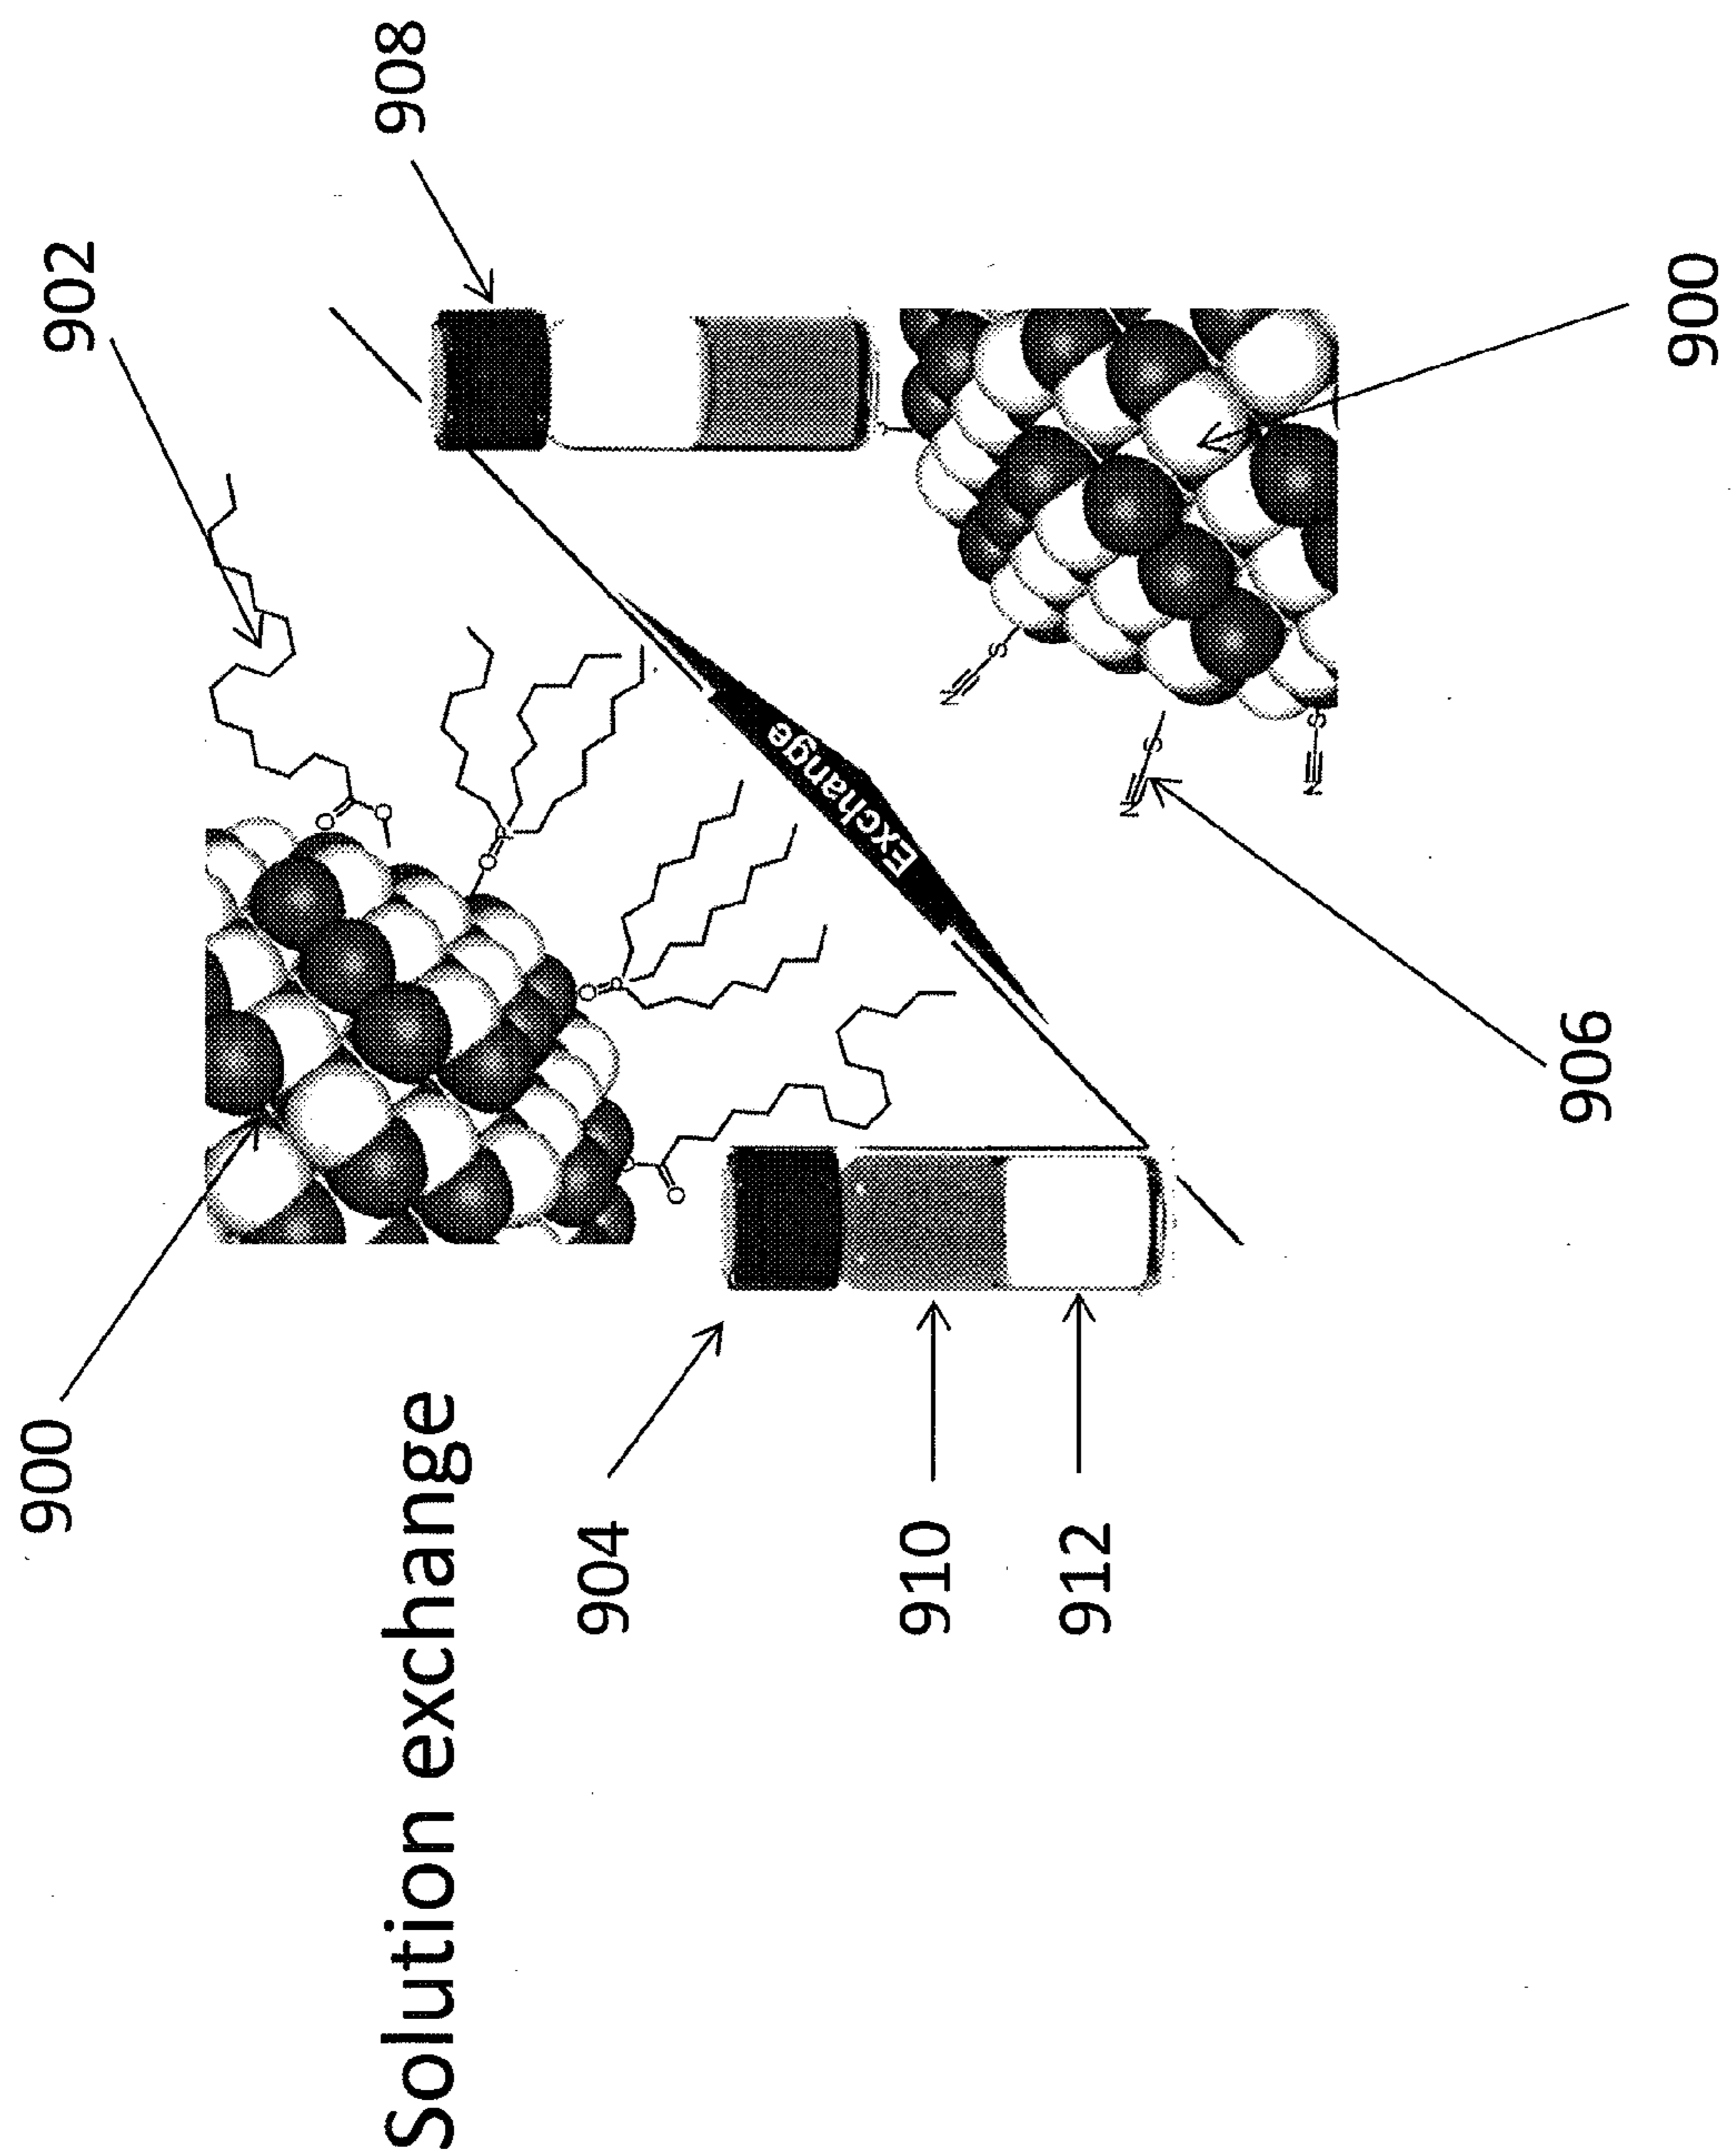 900
902
Solution exchange
908
904
O
O
O
O
O
Exchange
910
912
N S
N S
N S
906
900